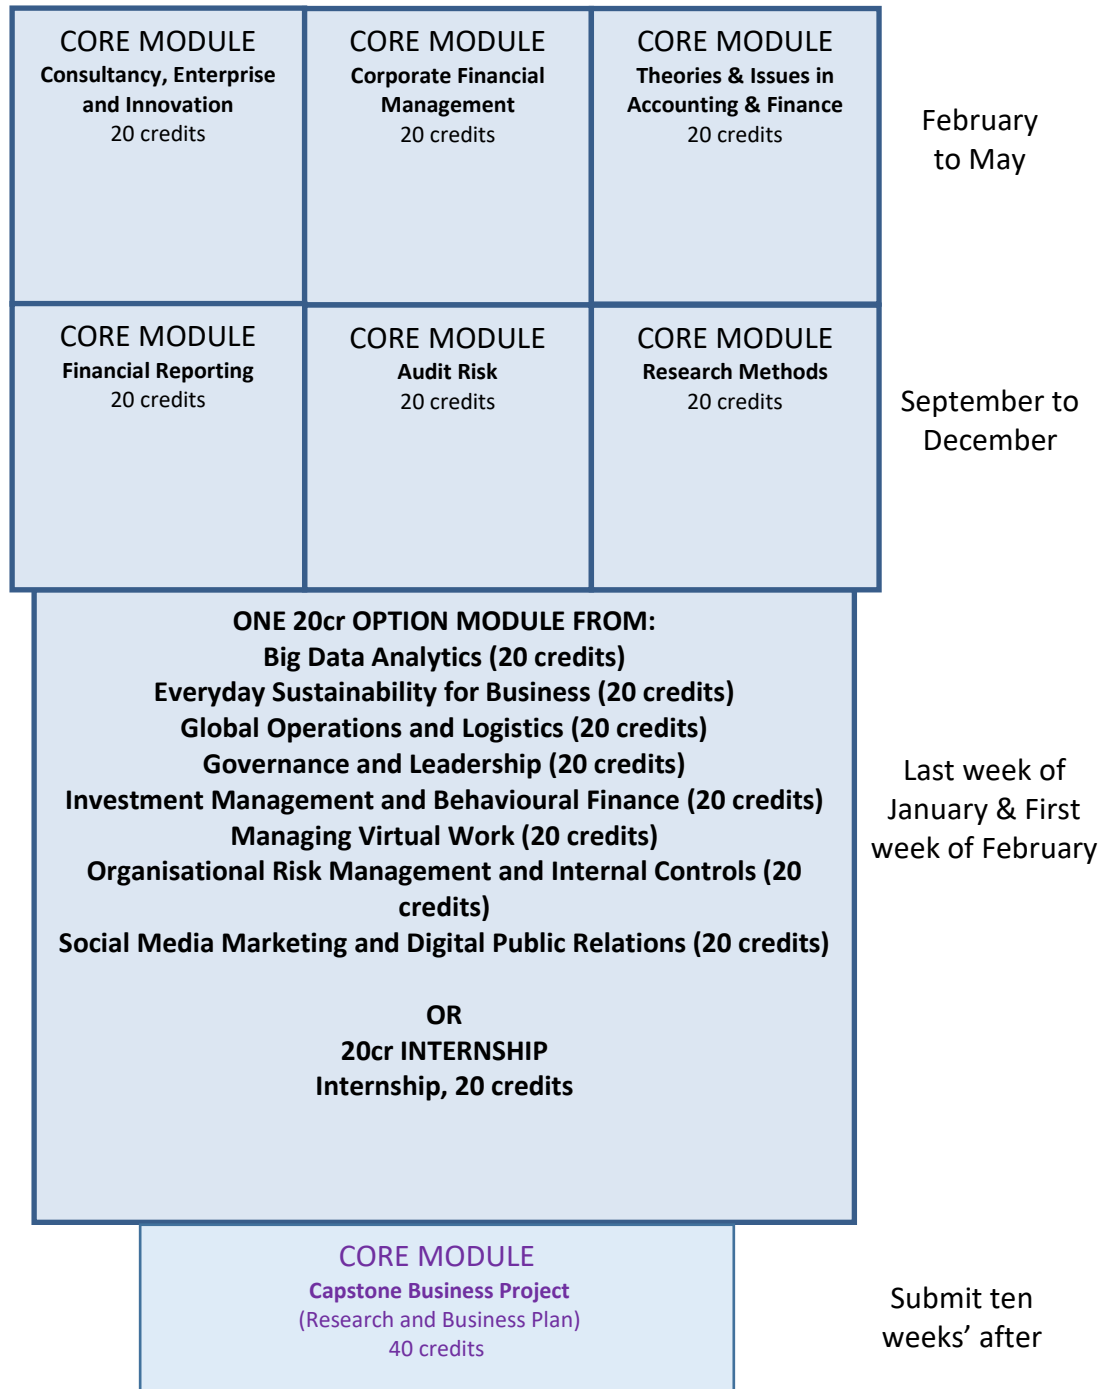 CORE MODULE
Consultancy, Enterprise
and Innovation
20 credits
CORE MODULE
Corporate Financial
Management
20 credits
CORE MODULE
Theories & Issues in
Accounting & Finance
20 credits
February
to May
CORE MODULE
Financial Reporting
20 credits
CORE MODULE
Audit Risk
20 credits
CORE MODULE
Research Methods
20 credits
September to
December
ONE 20cr OPTION MODULE FROM:
Big Data Analytics (20 credits)
Everyday Sustainability for Business (20 credits)
Global Operations and Logistics (20 credits)
Governance and Leadership (20 credits)
Investment Management and Behavioural Finance (20 credits)
Managing Virtual Work (20 credits)
Organisational Risk Management and Internal Controls (20
credits)
Social Media Marketing and Digital Public Relations (20 credits)
OR
20cr INTERNSHIP
Internship, 20 credits
Last week of
January & First
week of February
CORE MODULE
Capstone Business Project
(Research and Business Plan)
40 credits
Submit ten
weeks’ after